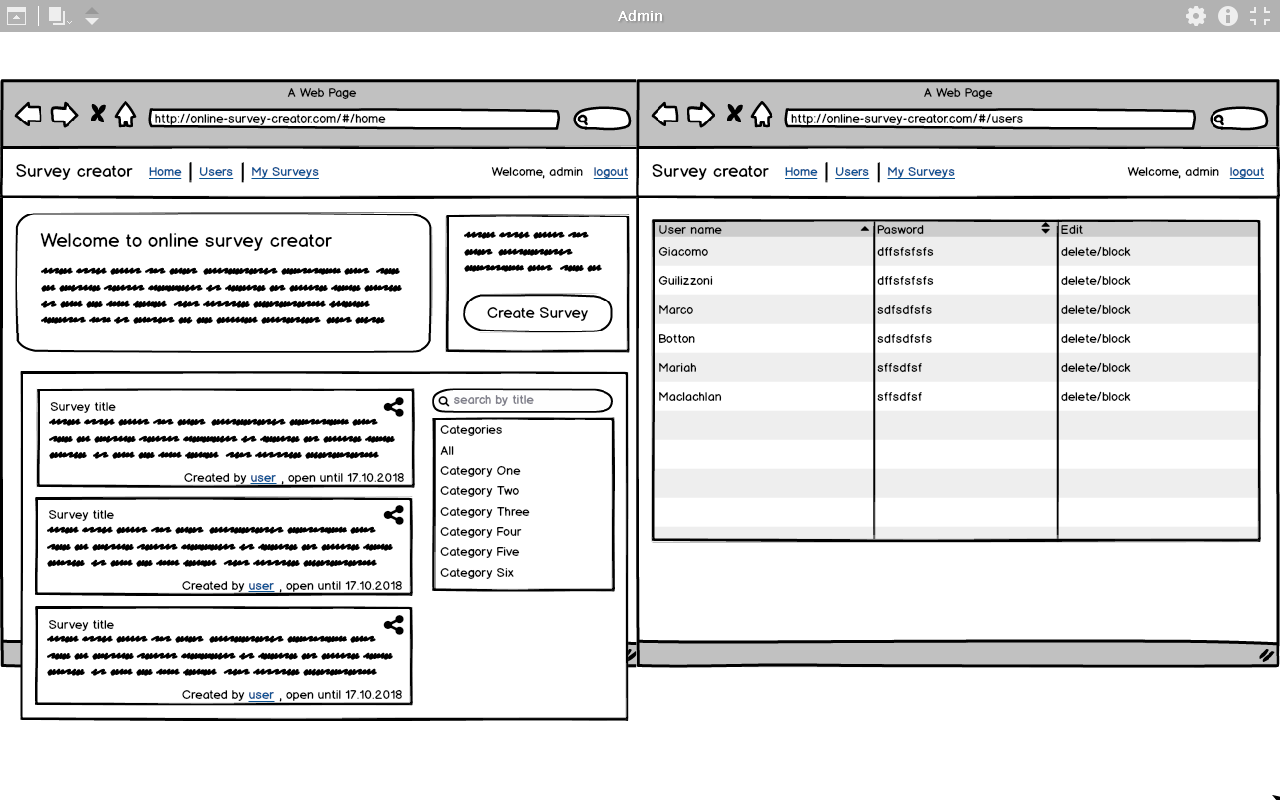 Admin
A Web Page
http://online-survey-creator.com/#/home
Survey creator Home Users My Surveys Welcome, admin logout
Welcome to online survey creator
Create Survey
Survey title
Created by user , open until 17.10.2018
Survey title
Created by user , open until 17.10.2018
Survey title
Created by user , open until 17.10.2018
search by title
Categories
All
Category One
Category Two
Category Three
Category Four
Category Five
Category Six
A Web Page
http://online-survey-creator.com/#/users
Survey creator Home Users My Surveys Welcome, admin logout
User name Pasword Edit
Giacomo dffsfsfsfs delete/block
Guilizzoni dffsfsfsfs delete/block
Marco sdfsdfsfs delete/block
Botton sdfsdfsfs delete/block
Mariah sffsdfsf delete/block
Maclachlan sffsdfsf delete/block